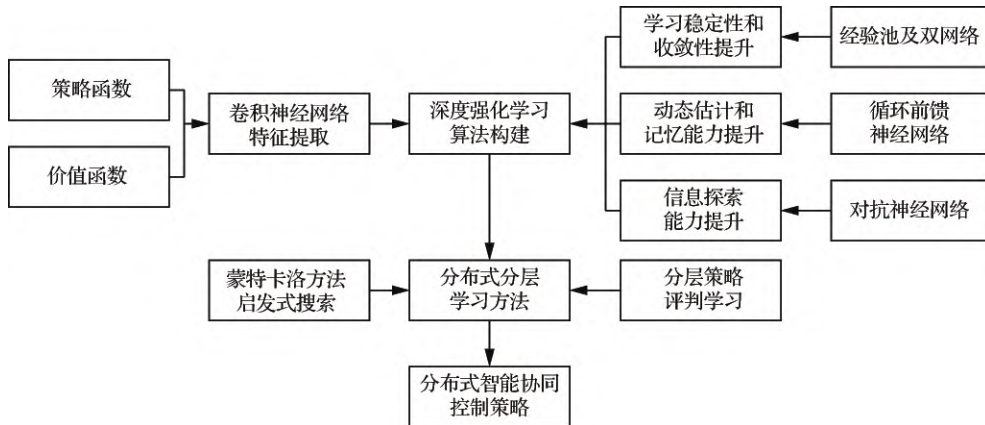 学习稳定性和
收敛性提升
经验池及双网络
策略函数
卷积神经网络
特征提取
深度强化学习
算法构建
动态估计和
记忆能力提升
循环前馈
神经网络
价值函数
信息探索
能力提升
对抗神经网络
蒙特卡洛方法
启发式搜索
分布式分层
学习方法
分层策略
评判学习
分布式智能协同
控制策略